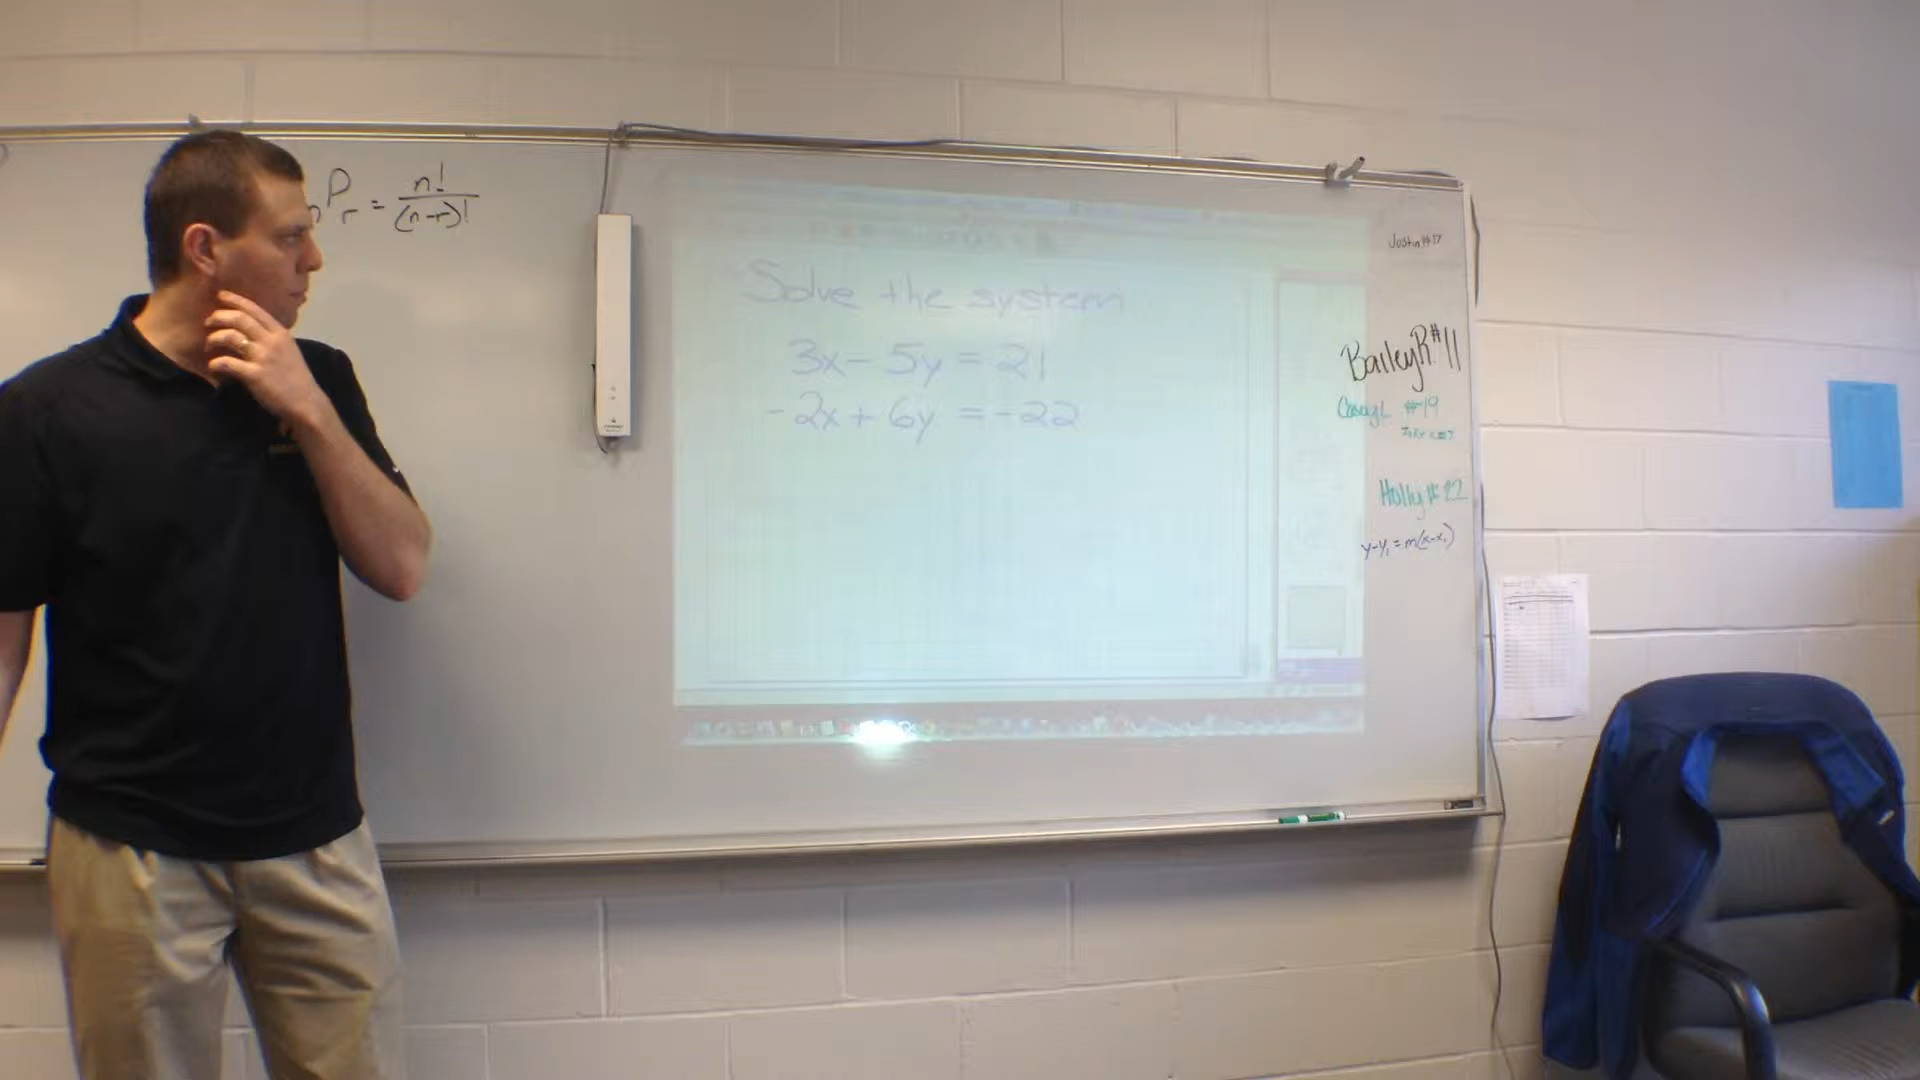 nPr = n!/(n-r)!
Solve the system
3x - 5y = 21
-2x + 6y = -22
Justin #17
BaileyR #11
Casey L #19
Holly #22
y-y₁ = m(x-x₁)